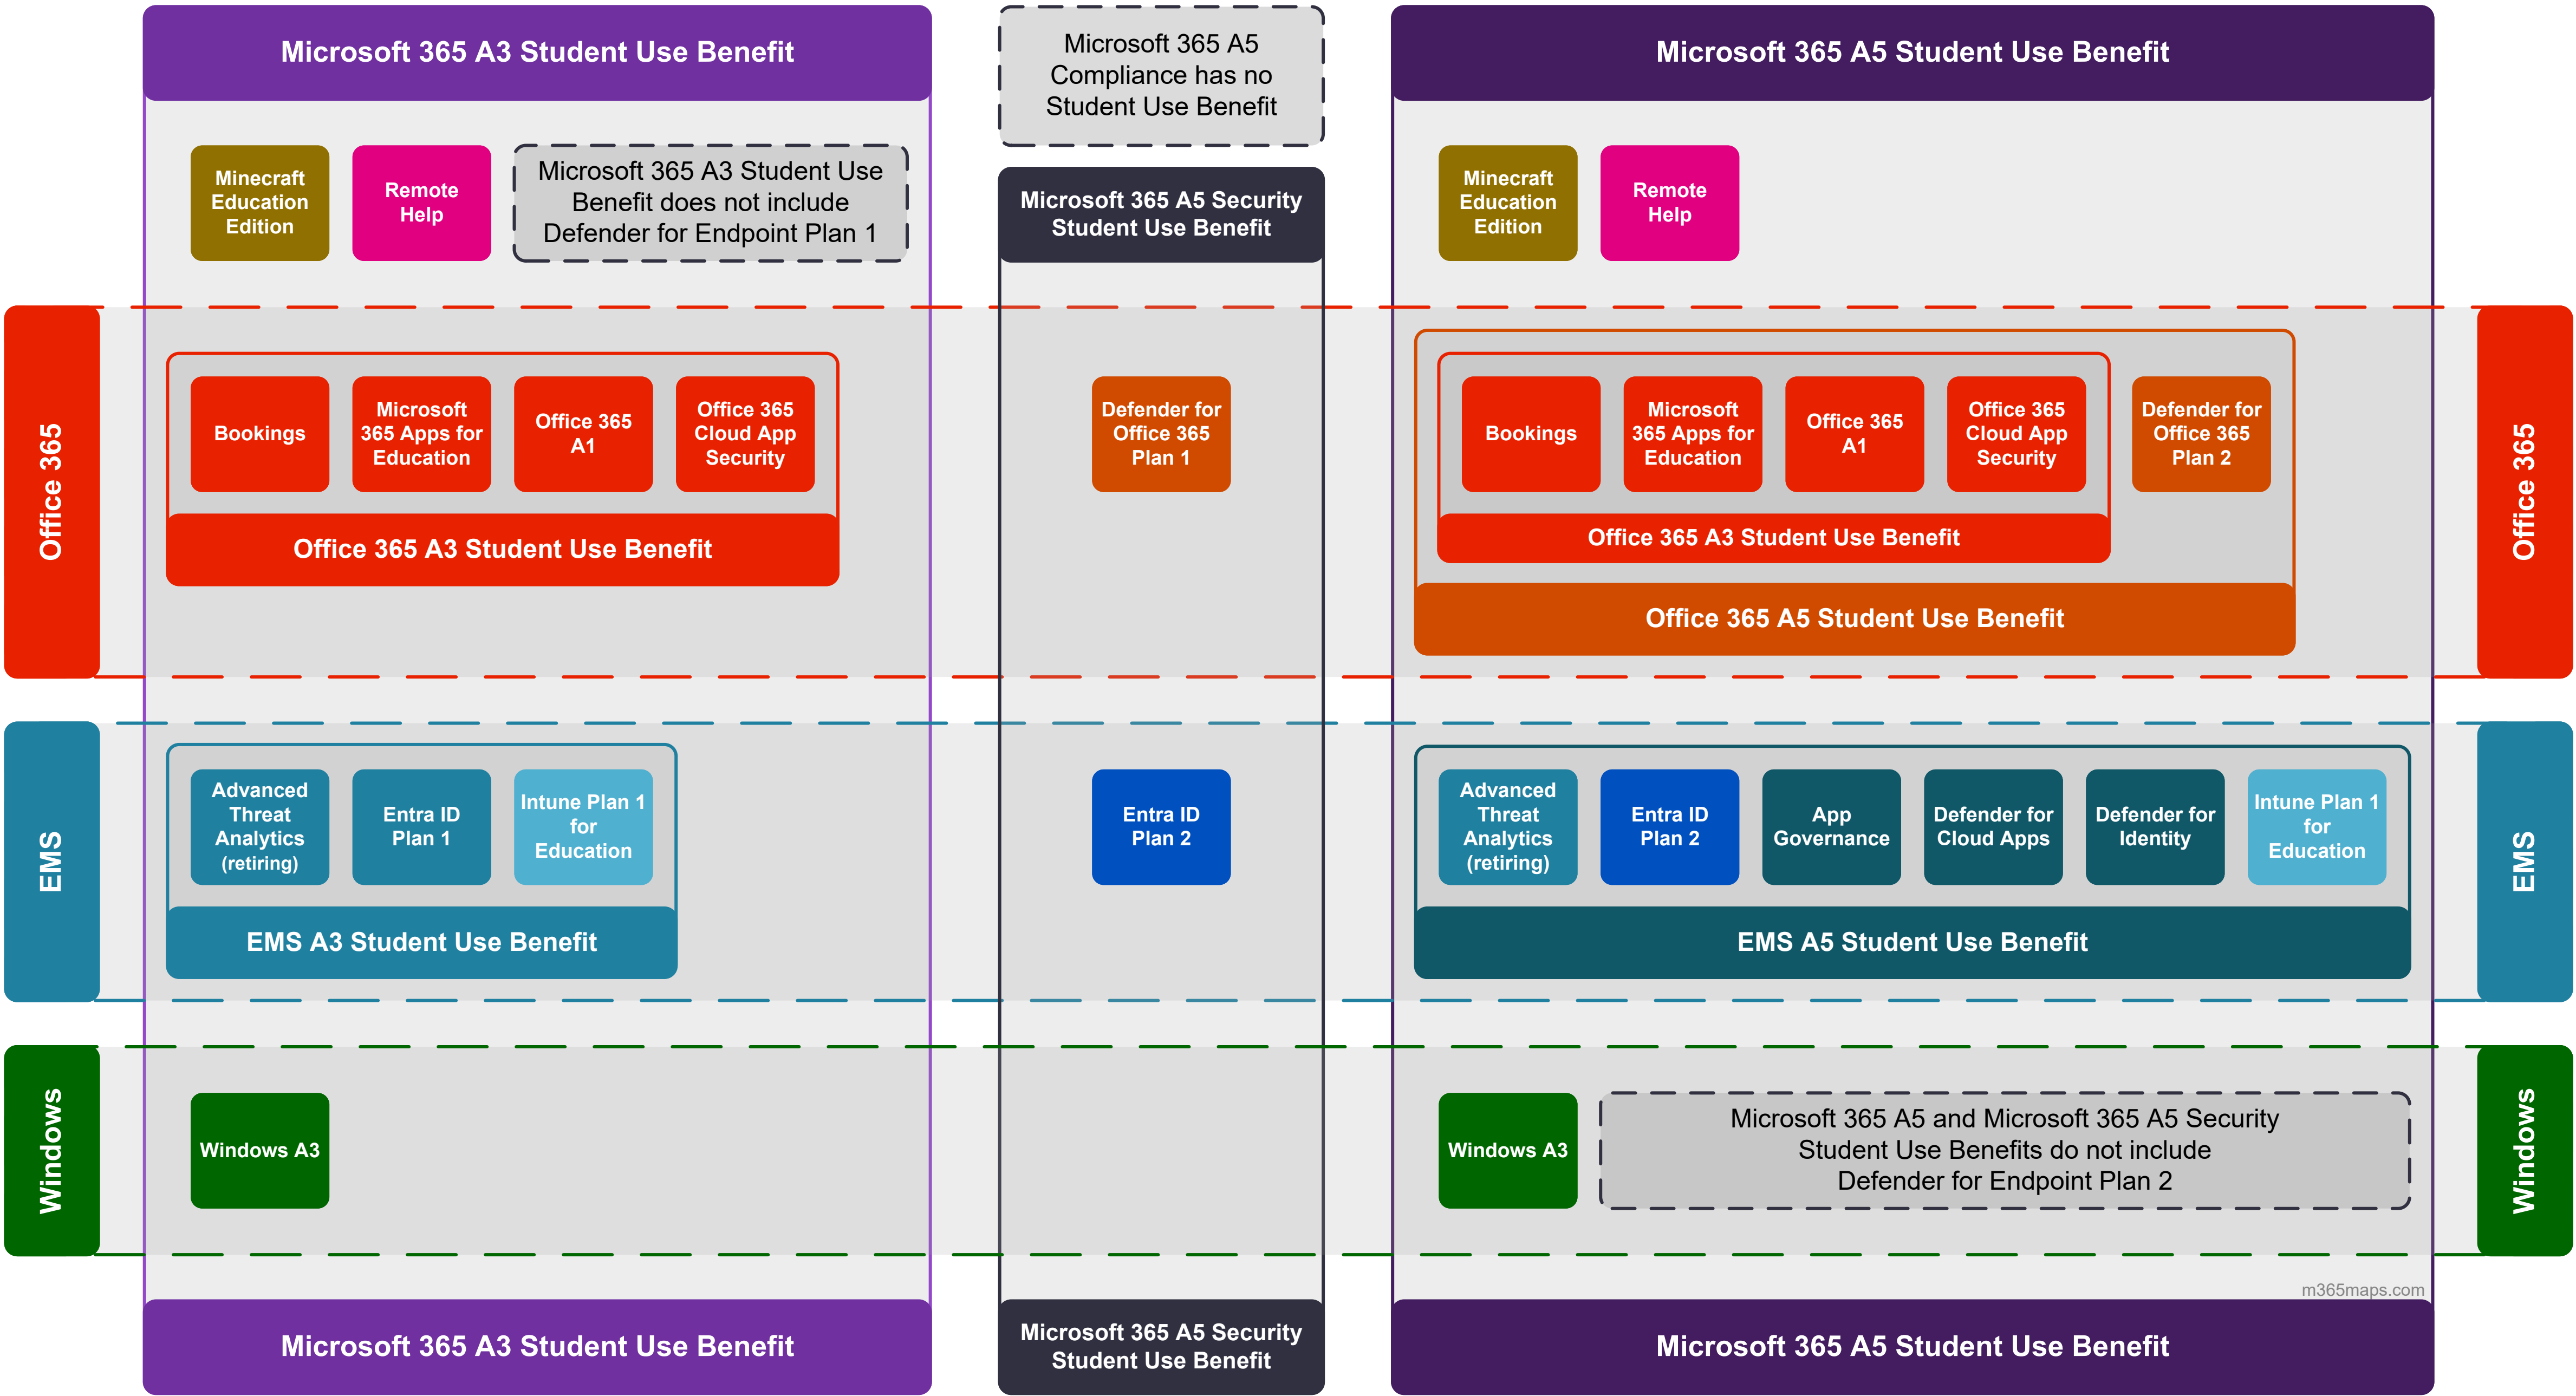 Microsoft 365 A3 Student Use Benefit
Microsoft 365 A5
Compliance has no
Student Use Benefit
Microsoft 365 A5 Student Use Benefit
Minecraft
Education
Edition
Remote
Help
Microsoft 365 A3 Student Use
Benefit does not include
Defender for Endpoint Plan 1
Microsoft 365 A5 Security
Student Use Benefit
Minecraft
Education
Edition
Remote
Help
Office 365
Bookings
Microsoft
365 Apps for
Education
Office 365
A1
Office 365
Cloud App
Security
Office 365 A3 Student Use Benefit
Defender for
Office 365
Plan 1
Bookings
Microsoft
365 Apps for
Education
Office 365
A1
Office 365
Cloud App
Security
Defender for
Office 365
Plan 2
Office 365 A3 Student Use Benefit
Office 365 A5 Student Use Benefit
Office 365
EMS
Advanced
Threat
Analytics
(retiring)
Entra ID
Plan 1
Intune Plan 1
for
Education
EMS A3 Student Use Benefit
Entra ID
Plan 2
Advanced
Threat
Analytics
(retiring)
Entra ID
Plan 2
App
Governance
Defender for
Cloud Apps
Defender for
Identity
Intune Plan 1
for
Education
EMS A5 Student Use Benefit
EMS
Windows
Windows A3
Windows A3
Microsoft 365 A5 and Microsoft 365 A5 Security
Student Use Benefits do not include
Defender for Endpoint Plan 2
Windows
m365maps.com
Microsoft 365 A3 Student Use Benefit
Microsoft 365 A5 Security
Student Use Benefit
Microsoft 365 A5 Student Use Benefit